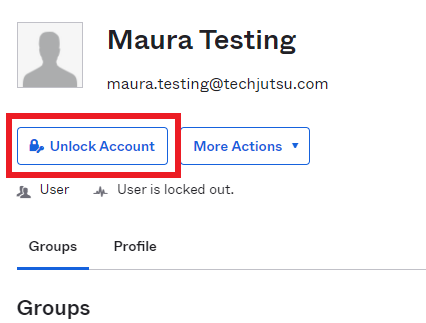 Maura Testing
maura.testing@techjutsu.com
Unlock Account More Actions
User User is locked out.
Groups Profile
Groups